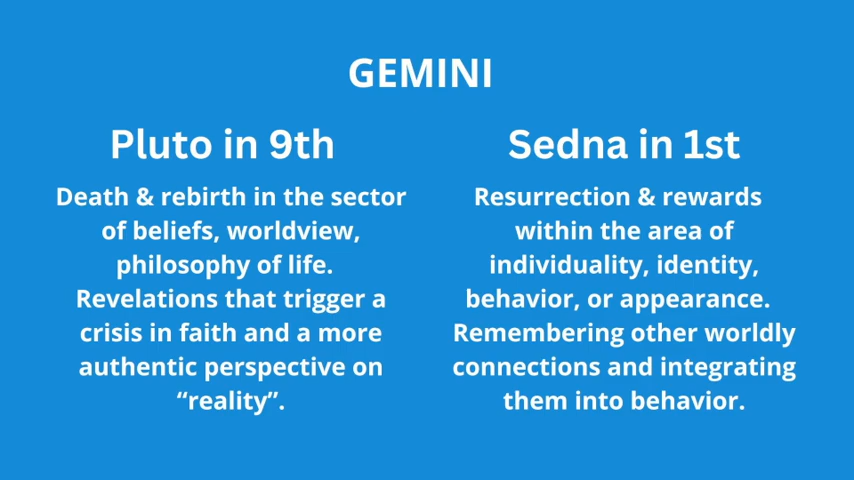 GEMINI
Pluto in 9th
Death & rebirth in the sector
of beliefs, worldview,
philosophy of life.
Revelations that trigger a
crisis in faith and a more
authentic perspective on
“reality”.
Sedna in 1st
Resurrection & rewards
within the area of
individuality, identity,
behavior, or appearance.
Remembering other worldly
connections and integrating
them into behavior.